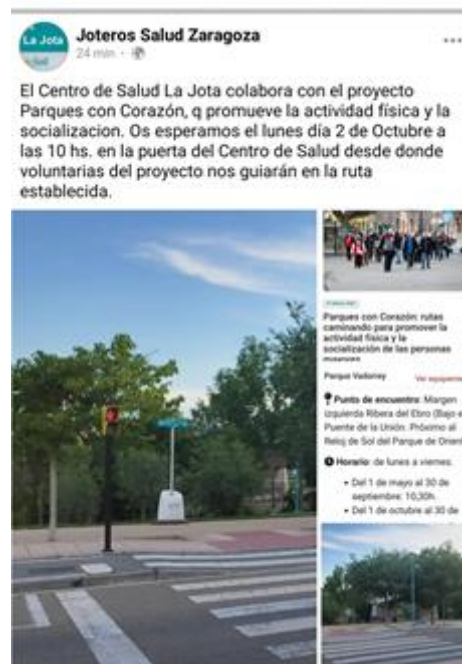 La Jota
Joteros Salud Zaragoza
24 min ·
El Centro de Salud La Jota colabora con el proyecto
Parques con Corazón, q promueve la actividad física y la
socializacion. Os esperamos el lunes día 2 de Octubre a
las 10 hs. en la puerta del Centro de Salud desde donde
voluntarias del proyecto nos guiarán en la ruta
establecida.
Parques con Corazón: rutas
caminando para promover la
actividad física y la
socialización de las personas
Parque Vadorrey
Ver
Punto de encuentro: Margen
izquierda Ribera del Ebro (Bajo e
Puente de la Unión. Próximo al
Reloj de Sol del Parque de Orient
Horario: de lunes a viernes.
• Del 1 de mayo al 30 de
septiembre: 10,30h.
• Del 1 de octubre al 30 de